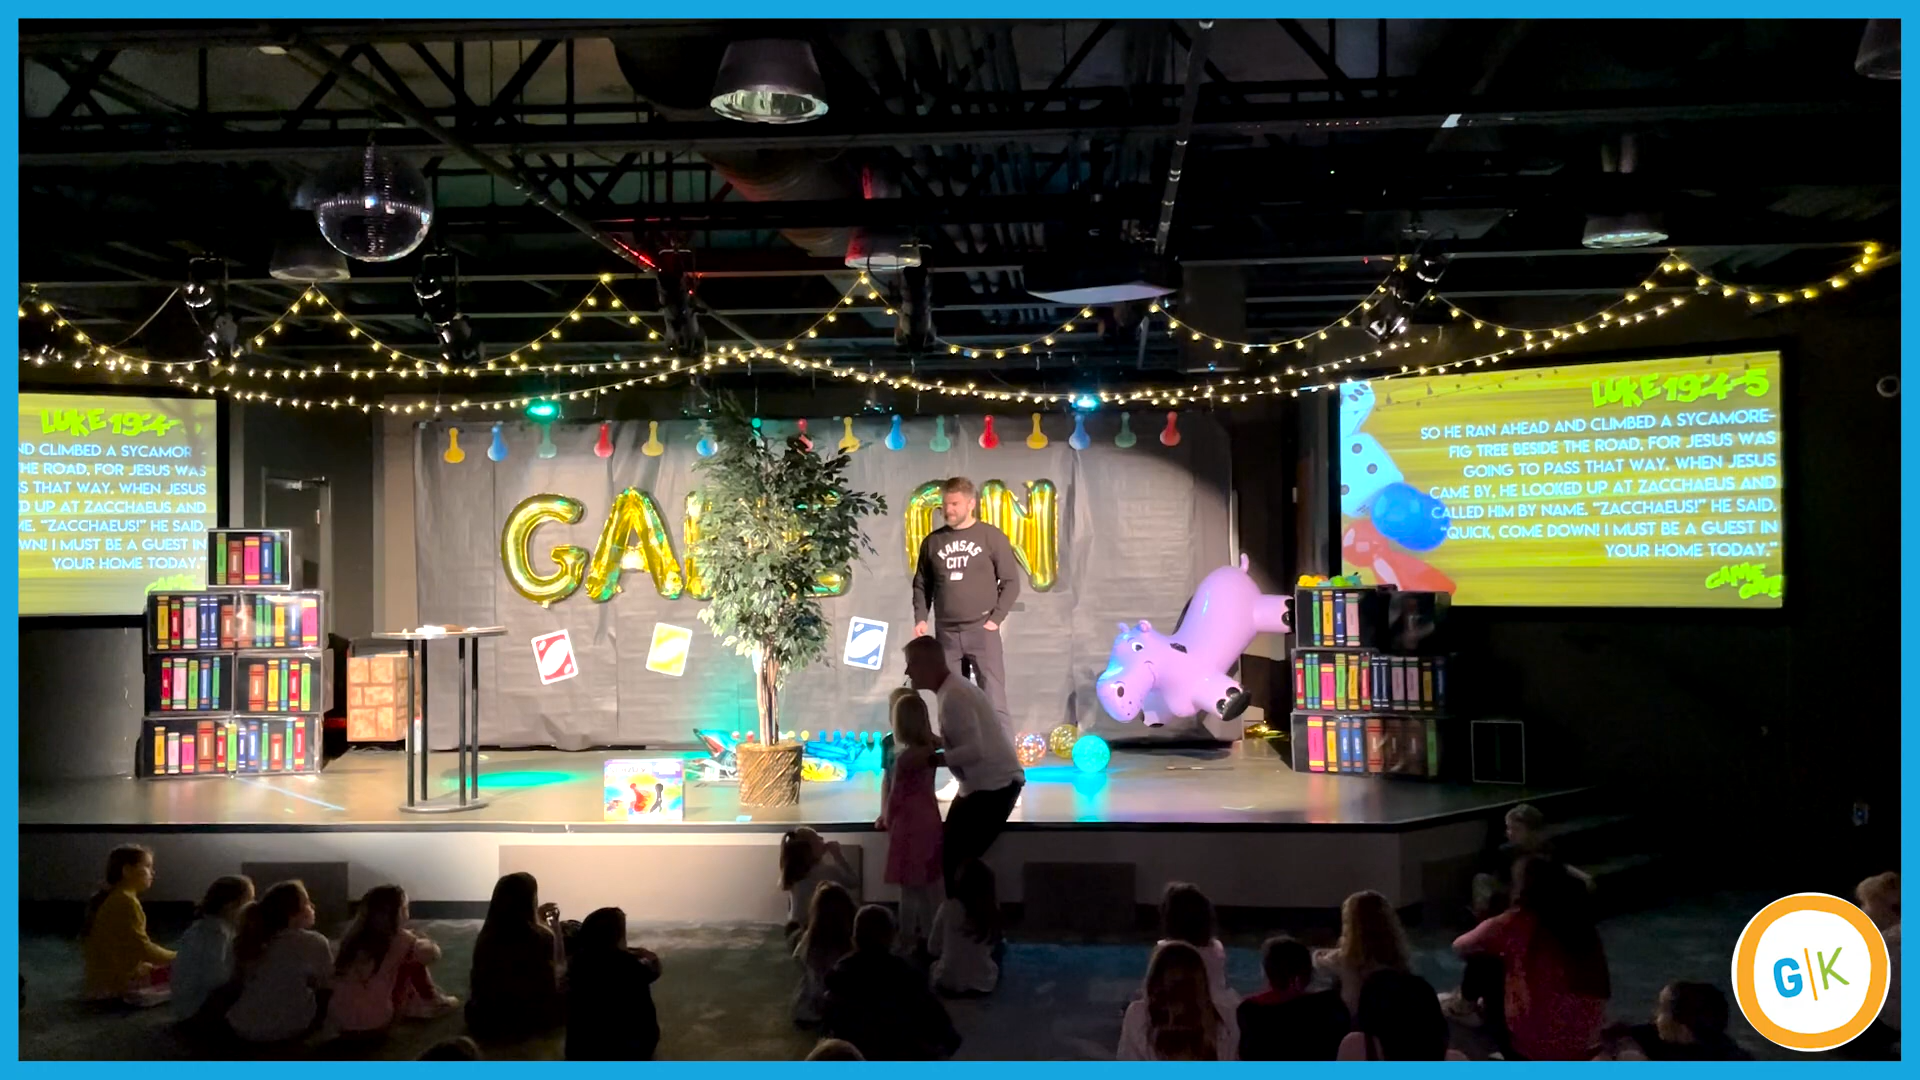 LUKE 19:4-
ND CLIMBED A SYCAMOR
HE ROAD, FOR JESUS WAS
S THAT WAY. WHEN JESUS
D UP AT ZACCHAEUS AND
ME. "ZACCHAEUS!" HE SAID.
WN! I MUST BE A GUEST IN
YOUR HOME TODAY."
GA
ON
KANSAS
CITY
LUKE 19:4-5
SO HE RAN AHEAD AND CLIMBED A SYCAMORE-
FIG TREE BESIDE THE ROAD, FOR JESUS WAS
GOING TO PASS THAT WAY. WHEN JESUS
CAME BY, HE LOOKED UP AT ZACCHAEUS AND
CALLED HIM BY NAME. "ZACCHAEUS!" HE SAID.
"QUICK, COME DOWN! I MUST BE A GUEST IN
YOUR HOME TODAY."
GAME
ON
G|K